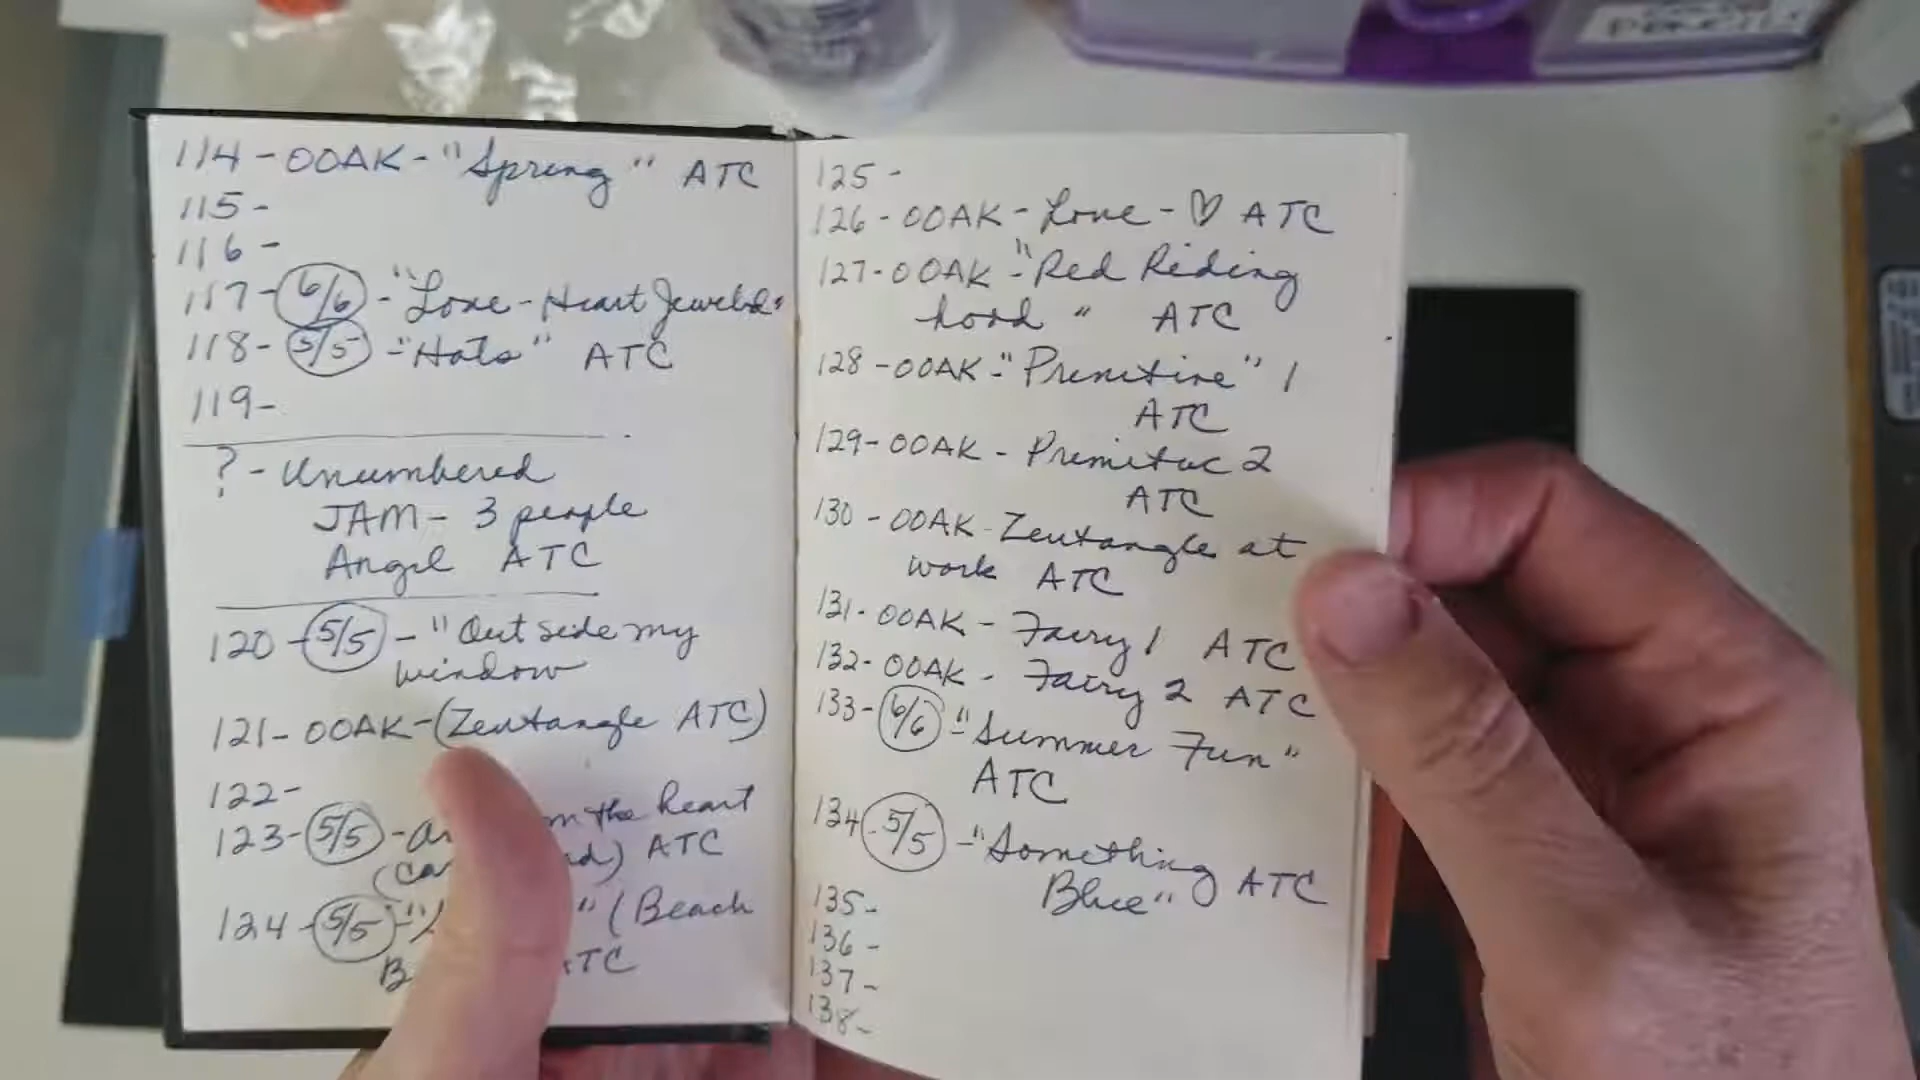 114 - OOAK - "Spring" ATC
115 -
116 -
117 - 6/6 - "Love - Heart Jeweled"
118 - 5/5 - "Hats" ATC
119 -
? - Unumbered
JAM - 3 people
Angel ATC
120 - 5/5 - "Out side my
window
121 - OOAK - (Zentangle ATC)
122 -
123 - 5/5 - the heart
ATC
124 - 5/5 - " " (Beach
ATC
125 -
126 - OOAK - Love - ♡ ATC
127 - OOAK - "Red Riding
hood" ATC
128 - OOAK - "Primitive" 1
ATC
129 - OOAK - Primitive 2
ATC
130 - OOAK - Zentangle at
work ATC
131 - OOAK - Fairy 1 ATC
132 - OOAK - Fairy 2 ATC
133 - 6/6 - "Summer Fun"
ATC
134 - 5/5 - "Something
Blue" ATC
135 -
136 -
137 -
138 -